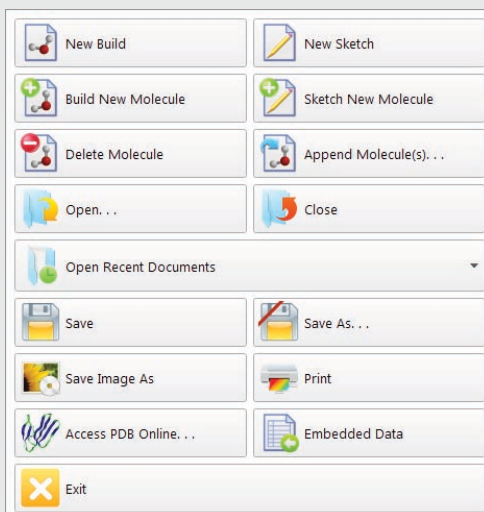 New Build
New Sketch
Build New Molecule
Sketch New Molecule
Delete Molecule
Append Molecule(s). . .
Open. . .
Close
Open Recent Documents
Save
Save As. . .
Save Image As
Print
Access PDB Online. . .
Embedded Data
Exit